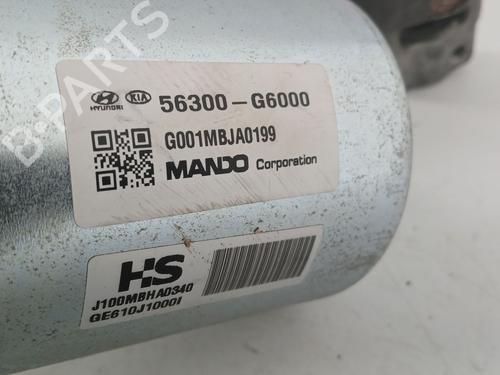 B-PARTS
HYUNDAI KIA 56300-G6000
G001MBJA0199
MANDO Corporation
HS
J100MBHA0340
GE610J1000I